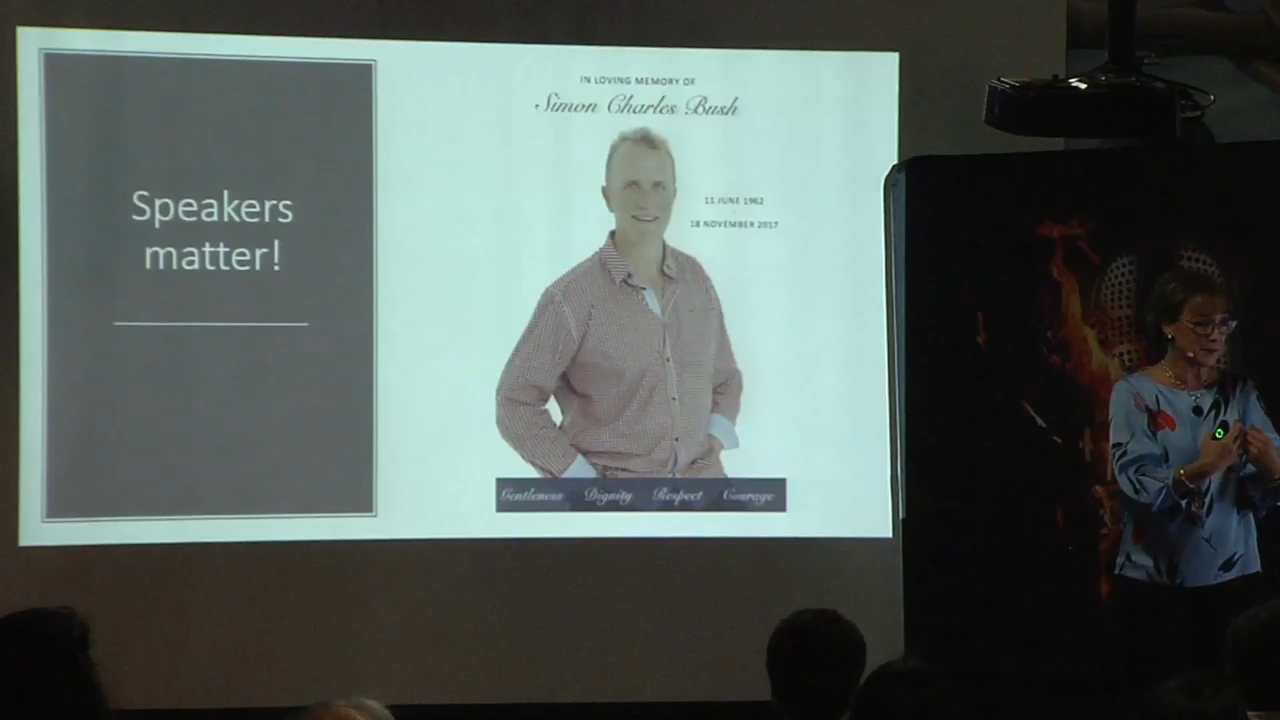 Speakers
matter!
IN LOVING MEMORY OF
Simon Charles Bush
11 JUNE 1962
18 NOVEMBER 2017
Gentleness Dignity Respect Courage